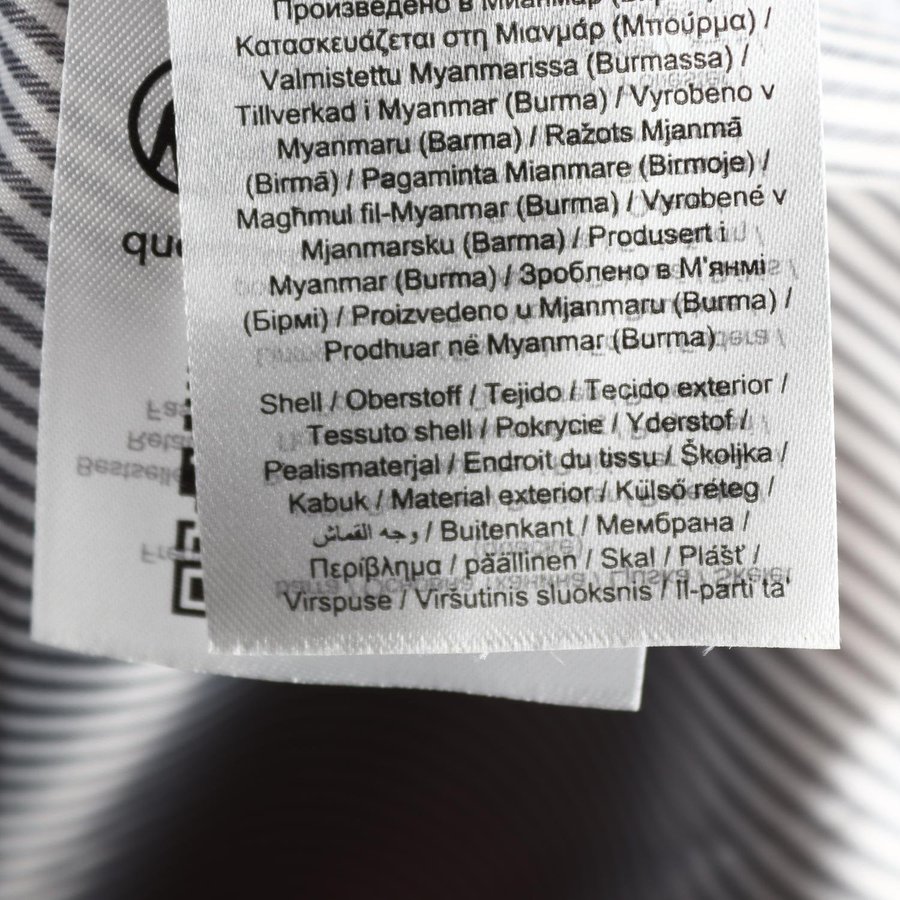 Произведено в Мианмар
Κατασκευάζεται στη Μιανμάρ (Μπούρμα) /
Valmistettu Myanmarissa (Burmassa) /
Tillverkad i Myanmar (Burma) / Vyrobeno v
Myanmaru (Barma) / Ražots Mjanmā
(Birmā) / Pagaminta Mianmare (Birmoje) /
Magħmul fil-Myanmar (Burma) / Vyrobené v
Mjanmarsku (Barma) / Produsert i
Myanmar (Burma) / Зроблено в М'янмі
(Бірмі) / Proizvedeno u Mjanmaru (Burma) /
Prodhuar në Myanmar (Burma)
Shell / Oberstoff / Tejido / Tecido exterior /
Tessuto shell / Pokrycie / Yderstof /
Pealismaterjal / Endroit du tissu / Školjka /
Kabuk / Material exterior / Külső réteg /
وجه القماش / Buitenkant / Мембрана /
Περίβλημα / päällinen / Skal / Plášť /
Virspuse / Viršutinis sluoksnis / Il-parti ta'